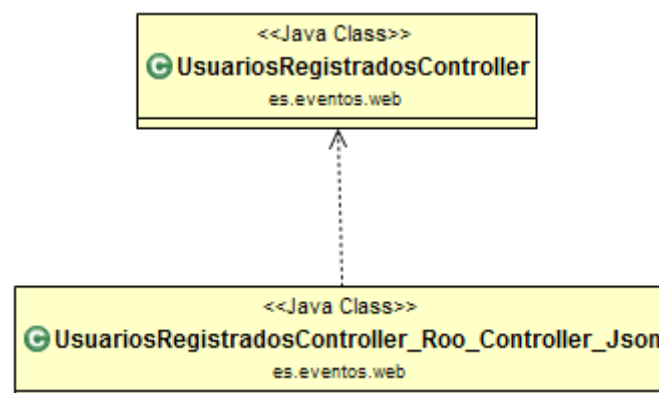 <<Java Class>>
UsuariosRegistradosController
es.eventos.web
<<Java Class>>
UsuariosRegistradosController_Roo_Controller_Json
es.eventos.web